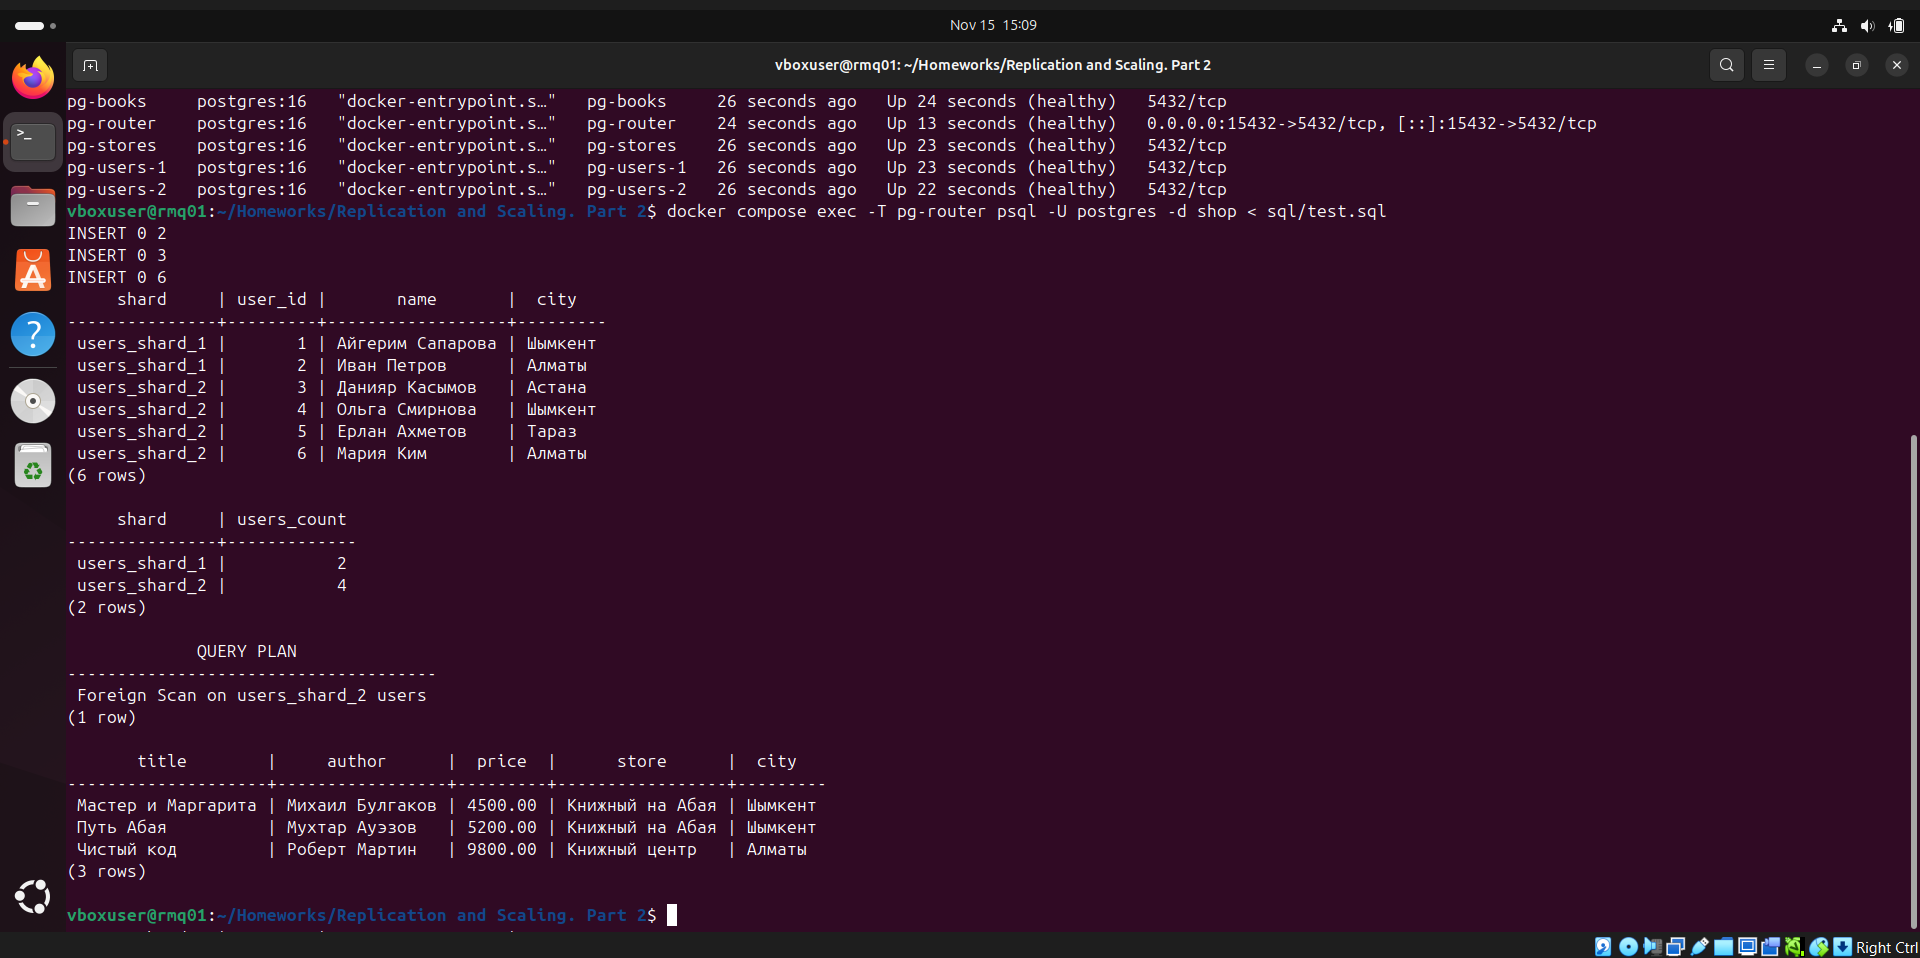 Nov 15 15:09
vboxuser@rmq01: ~/Homeworks/Replication and Scaling. Part 2
pg-books     postgres:16   "docker-entrypoint.s…"   pg-books     26 seconds ago   Up 24 seconds (healthy)   5432/tcp
pg-router    postgres:16   "docker-entrypoint.s…"   pg-router    24 seconds ago   Up 13 seconds (healthy)   0.0.0.0:15432->5432/tcp, [::]:15432->5432/tcp
pg-stores    postgres:16   "docker-entrypoint.s…"   pg-stores    26 seconds ago   Up 23 seconds (healthy)   5432/tcp
pg-users-1   postgres:16   "docker-entrypoint.s…"   pg-users-1   26 seconds ago   Up 23 seconds (healthy)   5432/tcp
pg-users-2   postgres:16   "docker-entrypoint.s…"   pg-users-2   26 seconds ago   Up 22 seconds (healthy)   5432/tcp
vboxuser@rmq01:~/Homeworks/Replication and Scaling. Part 2$ docker compose exec -T pg-router psql -U postgres -d shop < sql/test.sql
INSERT 0 2
INSERT 0 3
INSERT 0 6
     shard     | user_id |       name       |  city
---------------+---------+------------------+---------
 users_shard_1 |       1 | Айгерим Сапарова | Шымкент
 users_shard_1 |       2 | Иван Петров      | Алматы
 users_shard_2 |       3 | Данияр Касымов   | Астана
 users_shard_2 |       4 | Ольга Смирнова   | Шымкент
 users_shard_2 |       5 | Ерлан Ахметов    | Тараз
 users_shard_2 |       6 | Мария Ким        | Алматы
(6 rows)
     shard     | users_count
---------------+-------------
 users_shard_1 |           2
 users_shard_2 |           4
(2 rows)
             QUERY PLAN
-------------------------------------
 Foreign Scan on users_shard_2 users
(1 row)
       title        |     author      |  price  |      store      |  city
--------------------+-----------------+---------+-----------------+---------
 Мастер и Маргарита | Михаил Булгаков | 4500.00 | Книжный на Абая | Шымкент
 Путь Абая          | Мухтар Ауэзов   | 5200.00 | Книжный на Абая | Шымкент
 Чистый код         | Роберт Мартин   | 9800.00 | Книжный центр   | Алматы
(3 rows)
vboxuser@rmq01:~/Homeworks/Replication and Scaling. Part 2$
Right Ctrl